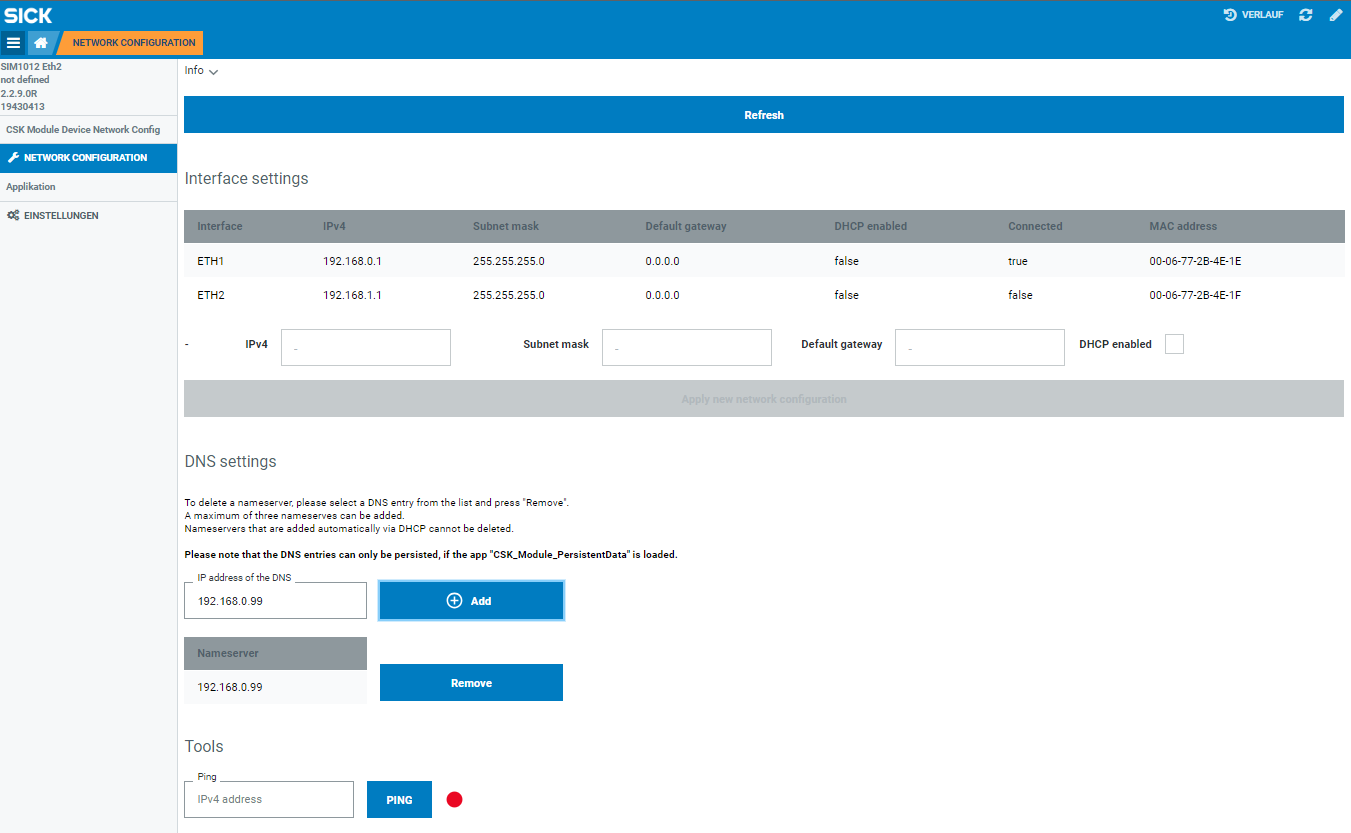 SICK
VERLAUF
NETWORK CONFIGURATION
SIM1012 Eth2
not defined
2.2.9.0R
19430413
CSK Module Device Network Config
NETWORK CONFIGURATION
Applikation
EINSTELLUNGEN
Info
Refresh
Interface settings
Interface IPv4 Subnet mask Default gateway DHCP enabled Connected MAC address
ETH1 192.168.0.1 255.255.255.0 0.0.0.0 false true 00-06-77-2B-4E-1E
ETH2 192.168.1.1 255.255.255.0 0.0.0.0 false false 00-06-77-2B-4E-1F
- IPv4 - Subnet mask - Default gateway - DHCP enabled
Apply new network configuration
DNS settings
To delete a nameserver, please select a DNS entry from the list and press "Remove".
A maximum of three nameserves can be added.
Nameservers that are added automatically via DHCP cannot be deleted.
Please note that the DNS entries can only be persisted, if the app "CSK_Module_PersistentData" is loaded.
IP address of the DNS
192.168.0.99 Add
Nameserver
192.168.0.99 Remove
Tools
Ping
IPv4 address PING